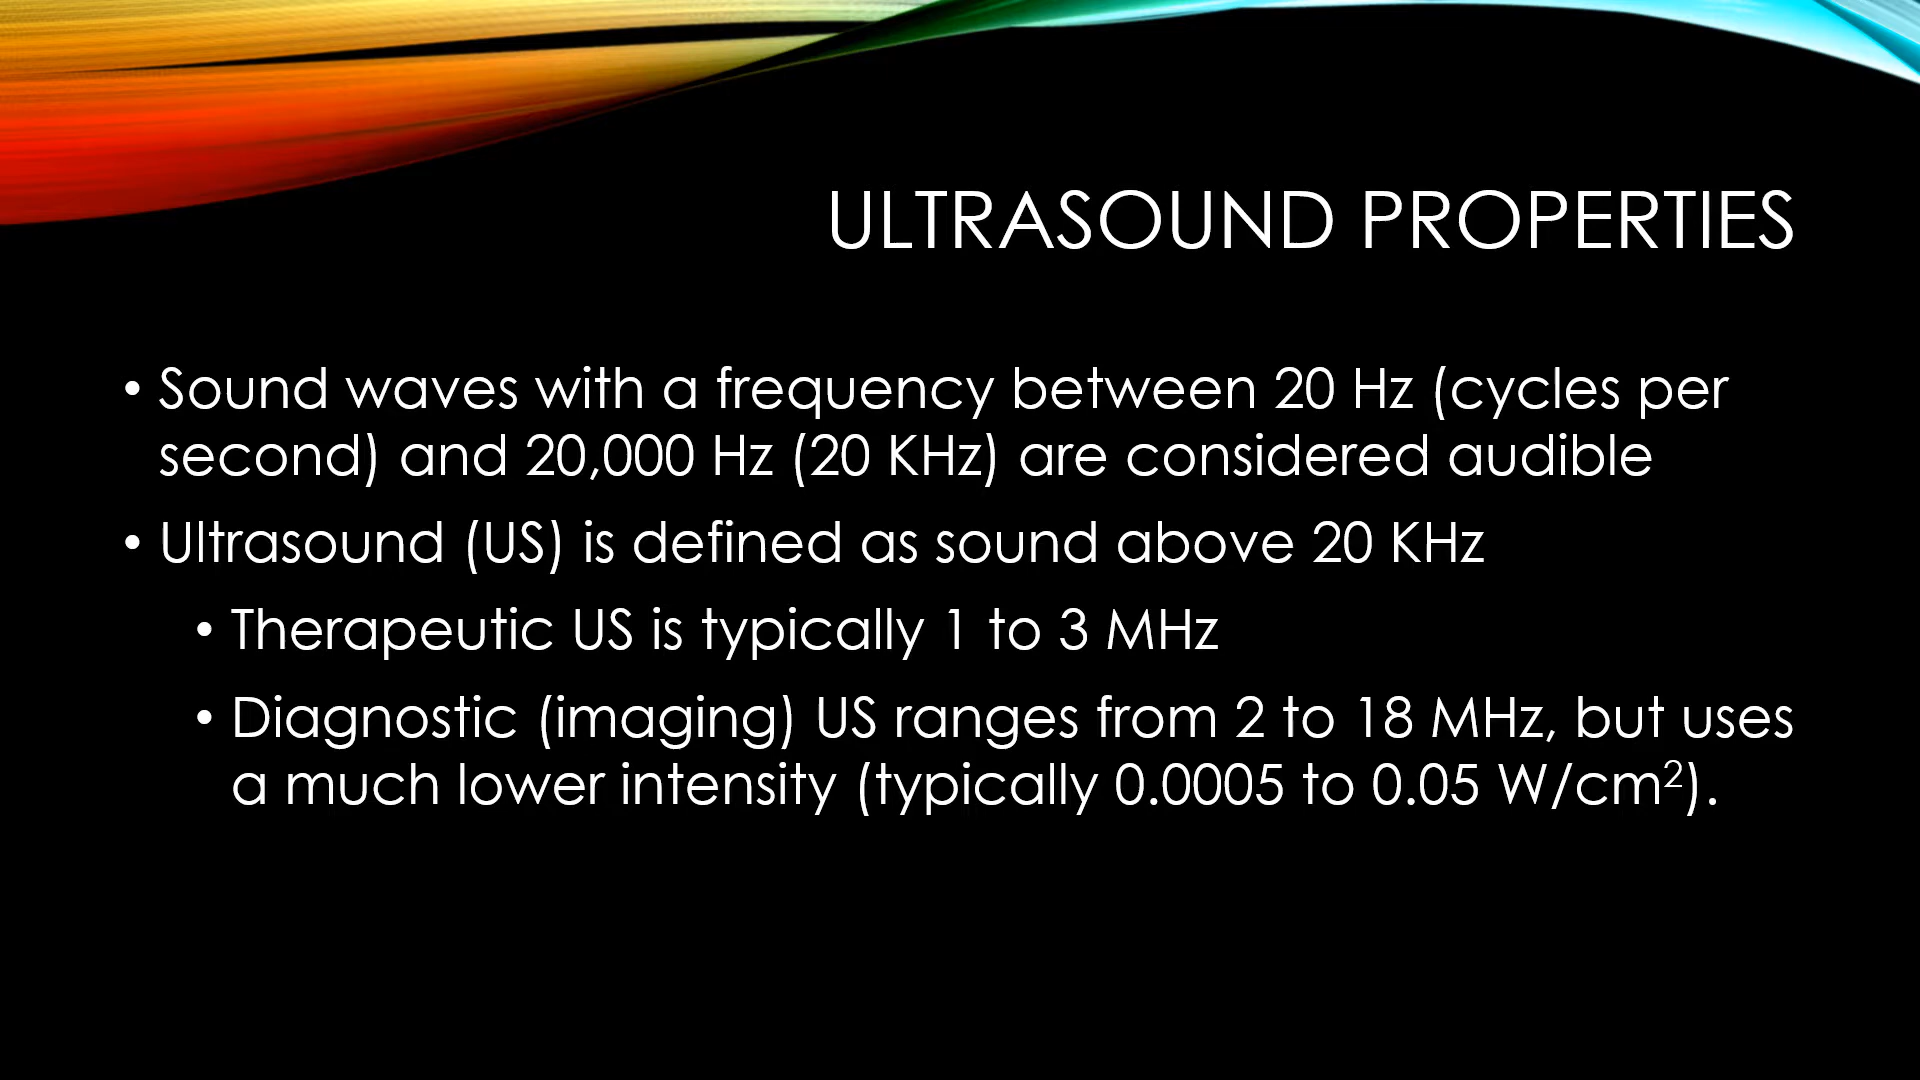 ULTRASOUND PROPERTIES
• Sound waves with a frequency between 20 Hz (cycles per
second) and 20,000 Hz (20 KHz) are considered audible
• Ultrasound (US) is defined as sound above 20 KHz
• Therapeutic US is typically 1 to 3 MHz
• Diagnostic (imaging) US ranges from 2 to 18 MHz, but uses
a much lower intensity (typically 0.0005 to 0.05 W/cm²).